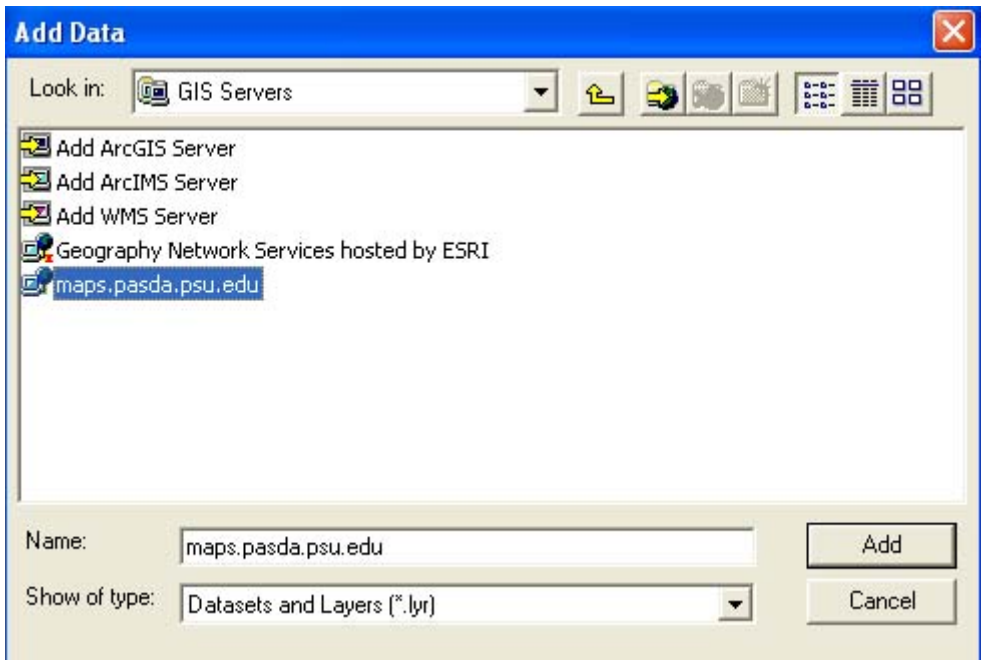 Add Data
Look in: GIS Servers
Add ArcGIS Server
Add ArcIMS Server
Add WMS Server
Geography Network Services hosted by ESRI
maps.pasda.psu.edu
Name: maps.pasda.psu.edu Add
Show of type: Datasets and Layers (*.lyr) Cancel